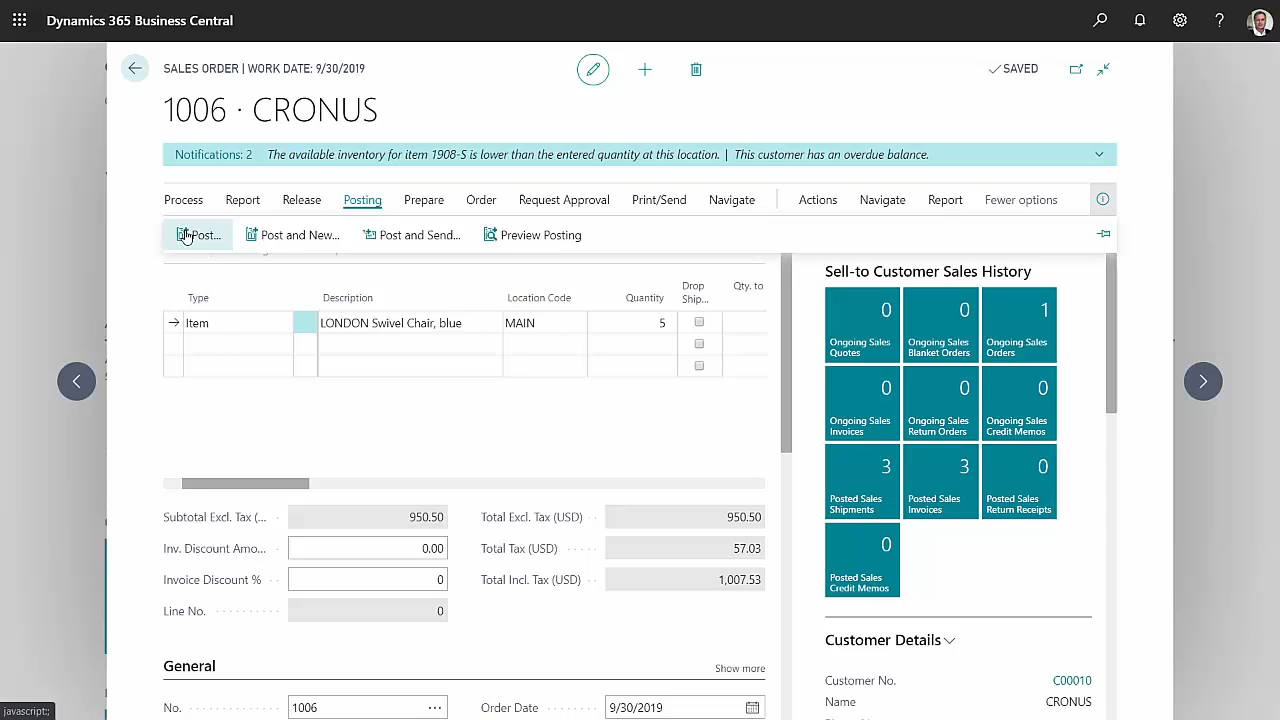 Dynamics 365 Business Central
SALES ORDER | WORK DATE: 9/30/2019
SAVED
1006 · CRONUS
Notifications: 2 The available inventory for item 1908-S is lower than the entered quantity at this location. | This customer has an overdue balance.
Process Report Release Posting Prepare Order Request Approval Print/Send Navigate Actions Navigate Report Fewer options
Post... Post and New... Post and Send... Preview Posting
Type Description Location Code Quantity Drop Ship... Qty. to
Item LONDON Swivel Chair, blue MAIN 5
Subtotal Excl. Tax (... 950.50 Total Excl. Tax (USD) 950.50
Inv. Discount Amo... 0.00 Total Tax (USD) 57.03
Invoice Discount % 0 Total Incl. Tax (USD) 1,007.53
Line No. 0
General Show more
No. 1006 ... Order Date 9/30/2019
Sell-to Customer Sales History
0 0 1
Ongoing Sales Quotes Ongoing Sales Blanket Orders Ongoing Sales Orders
0 0 0
Ongoing Sales Invoices Ongoing Sales Return Orders Ongoing Sales Credit Memos
3 3 0
Posted Sales Shipments Posted Sales Invoices Posted Sales Return Receipts
0
Posted Sales Credit Memos
Customer Details
Customer No. C00010
Name CRONUS
javascript:;